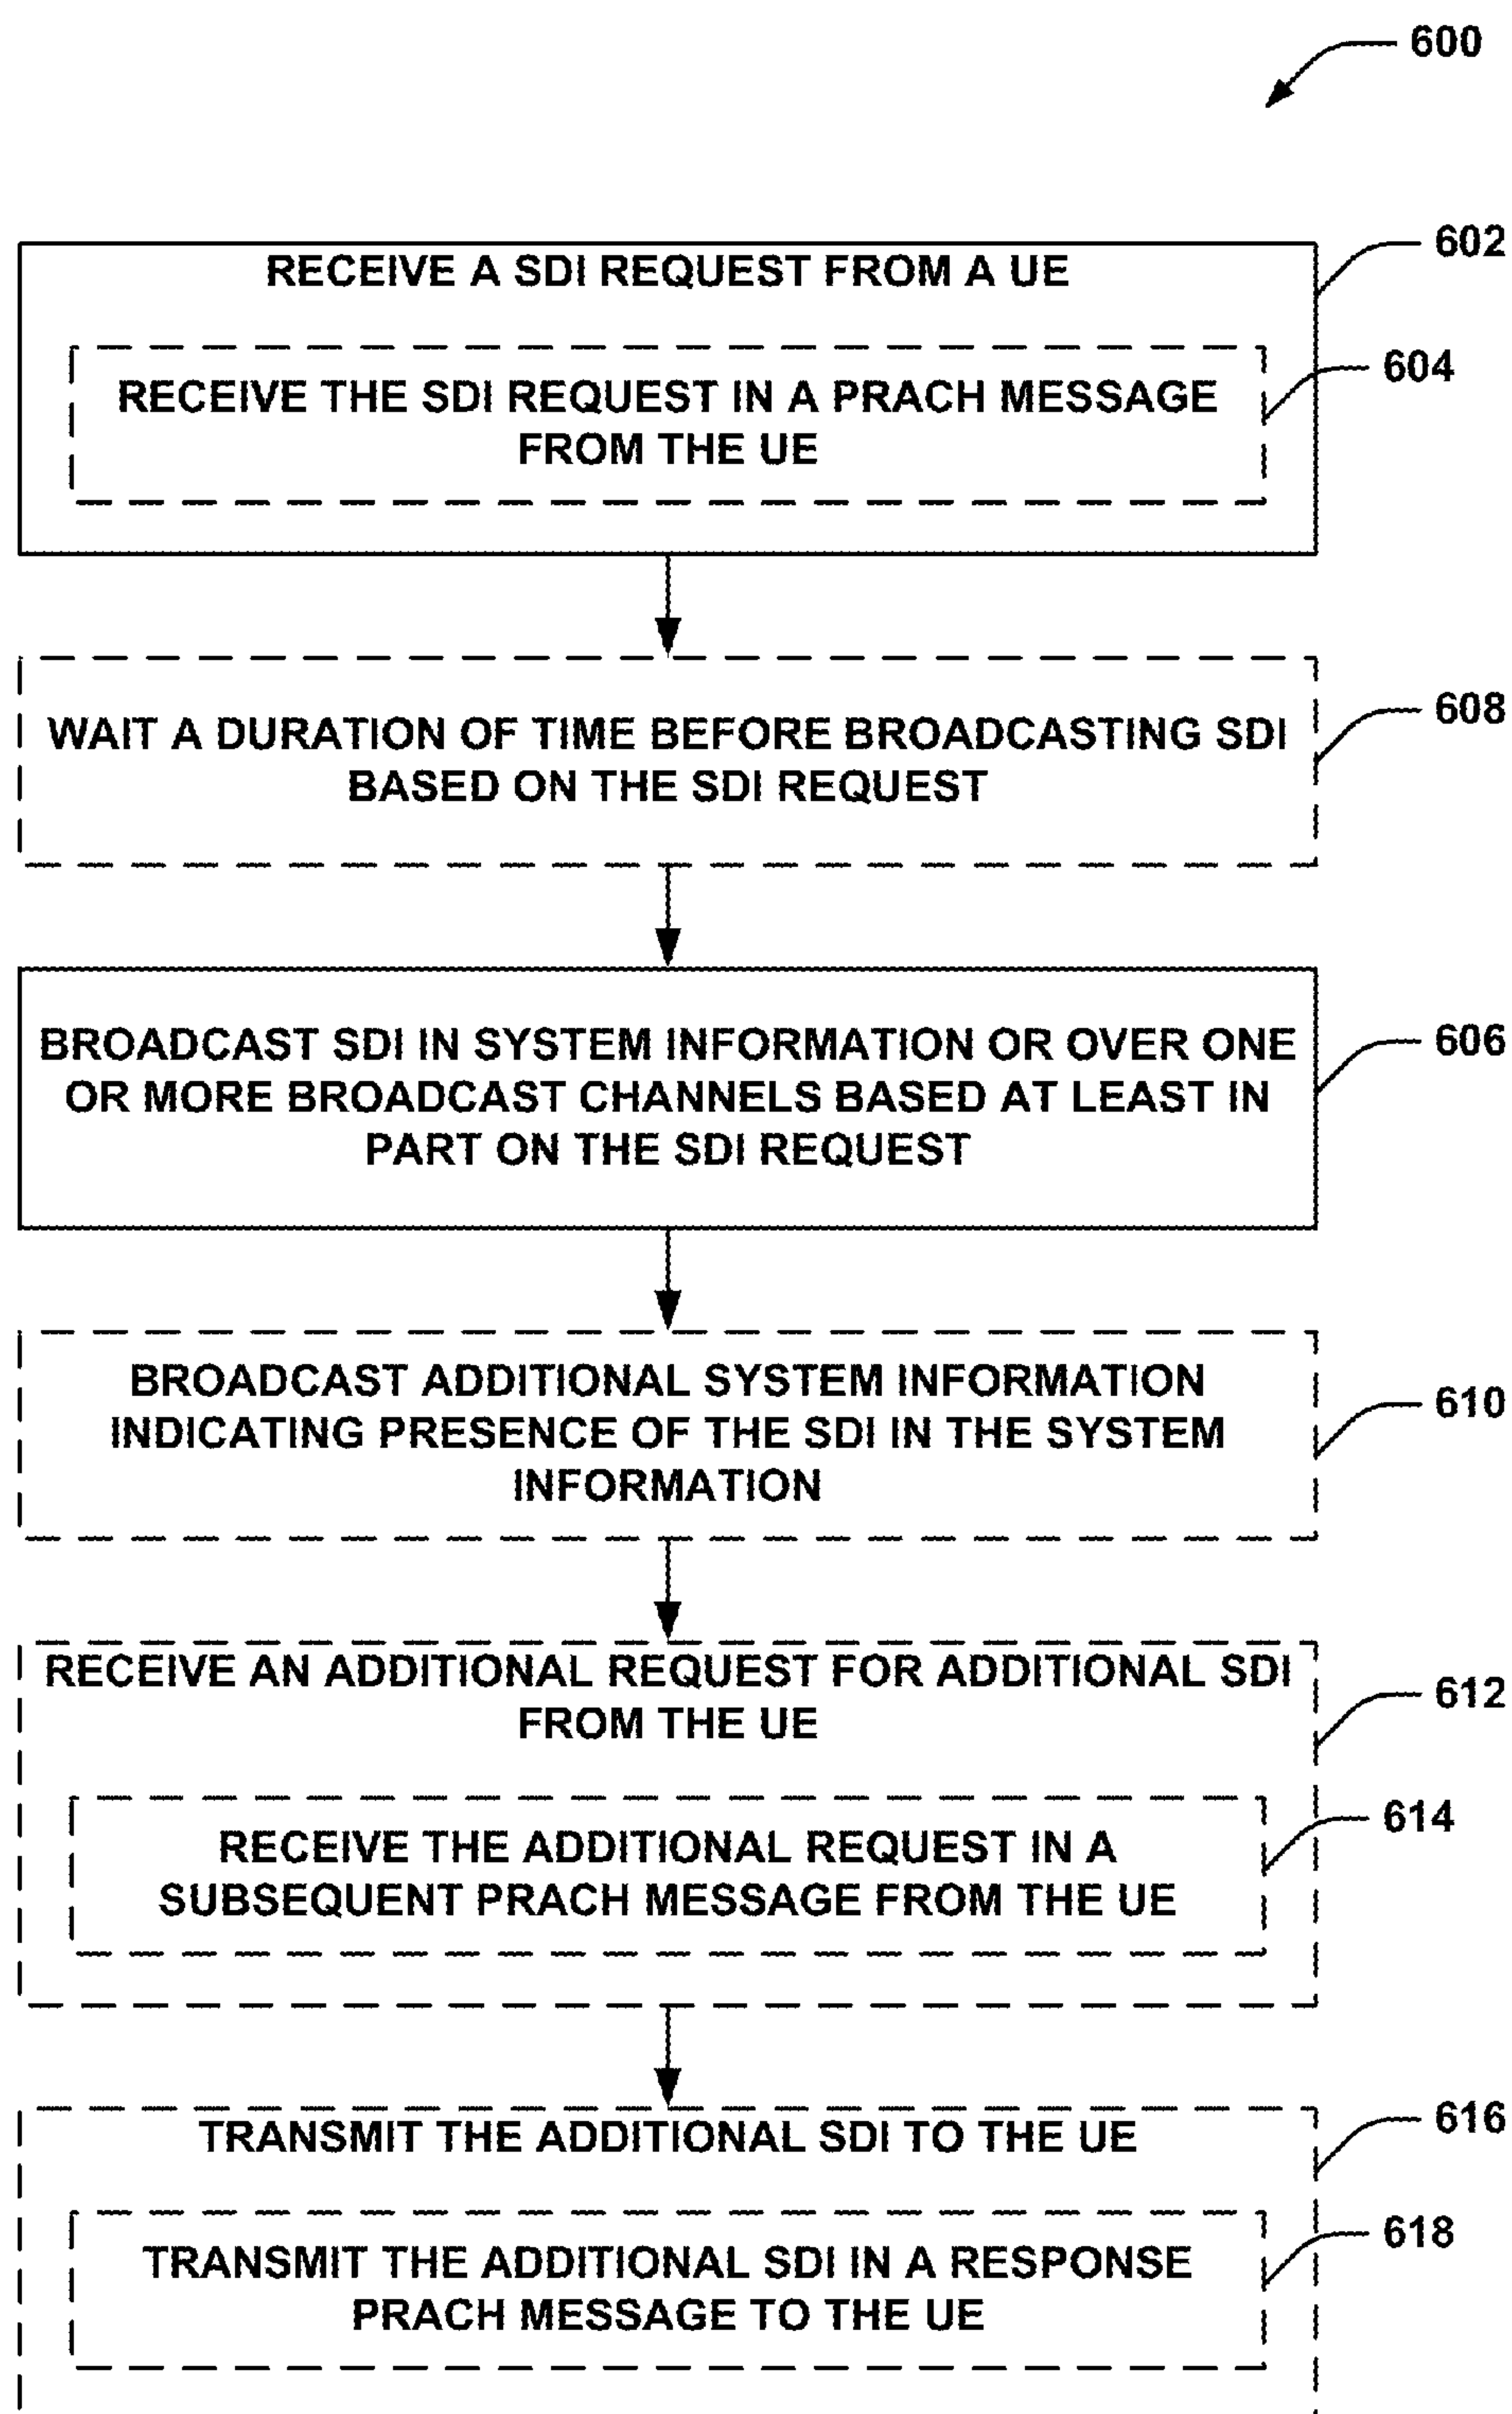 600
602
RECEIVE A SDI REQUEST FROM A UE
604
RECEIVE THE SDI REQUEST IN A PRACH MESSAGE
FROM THE UE
608
WAIT A DURATION OF TIME BEFORE BROADCASTING SDI
BASED ON THE SDI REQUEST
606
BROADCAST SDI IN SYSTEM INFORMATION OR OVER ONE
OR MORE BROADCAST CHANNELS BASED AT LEAST IN
PART ON THE SDI REQUEST
610
BROADCAST ADDITIONAL SYSTEM INFORMATION
INDICATING PRESENCE OF THE SDI IN THE SYSTEM
INFORMATION
612
RECEIVE AN ADDITIONAL REQUEST FOR ADDITIONAL SDI
FROM THE UE
614
RECEIVE THE ADDITIONAL REQUEST IN A
SUBSEQUENT PRACH MESSAGE FROM THE UE
616
TRANSMIT THE ADDITIONAL SDI TO THE UE
618
TRANSMIT THE ADDITIONAL SDI IN A RESPONSE
PRACH MESSAGE TO THE UE